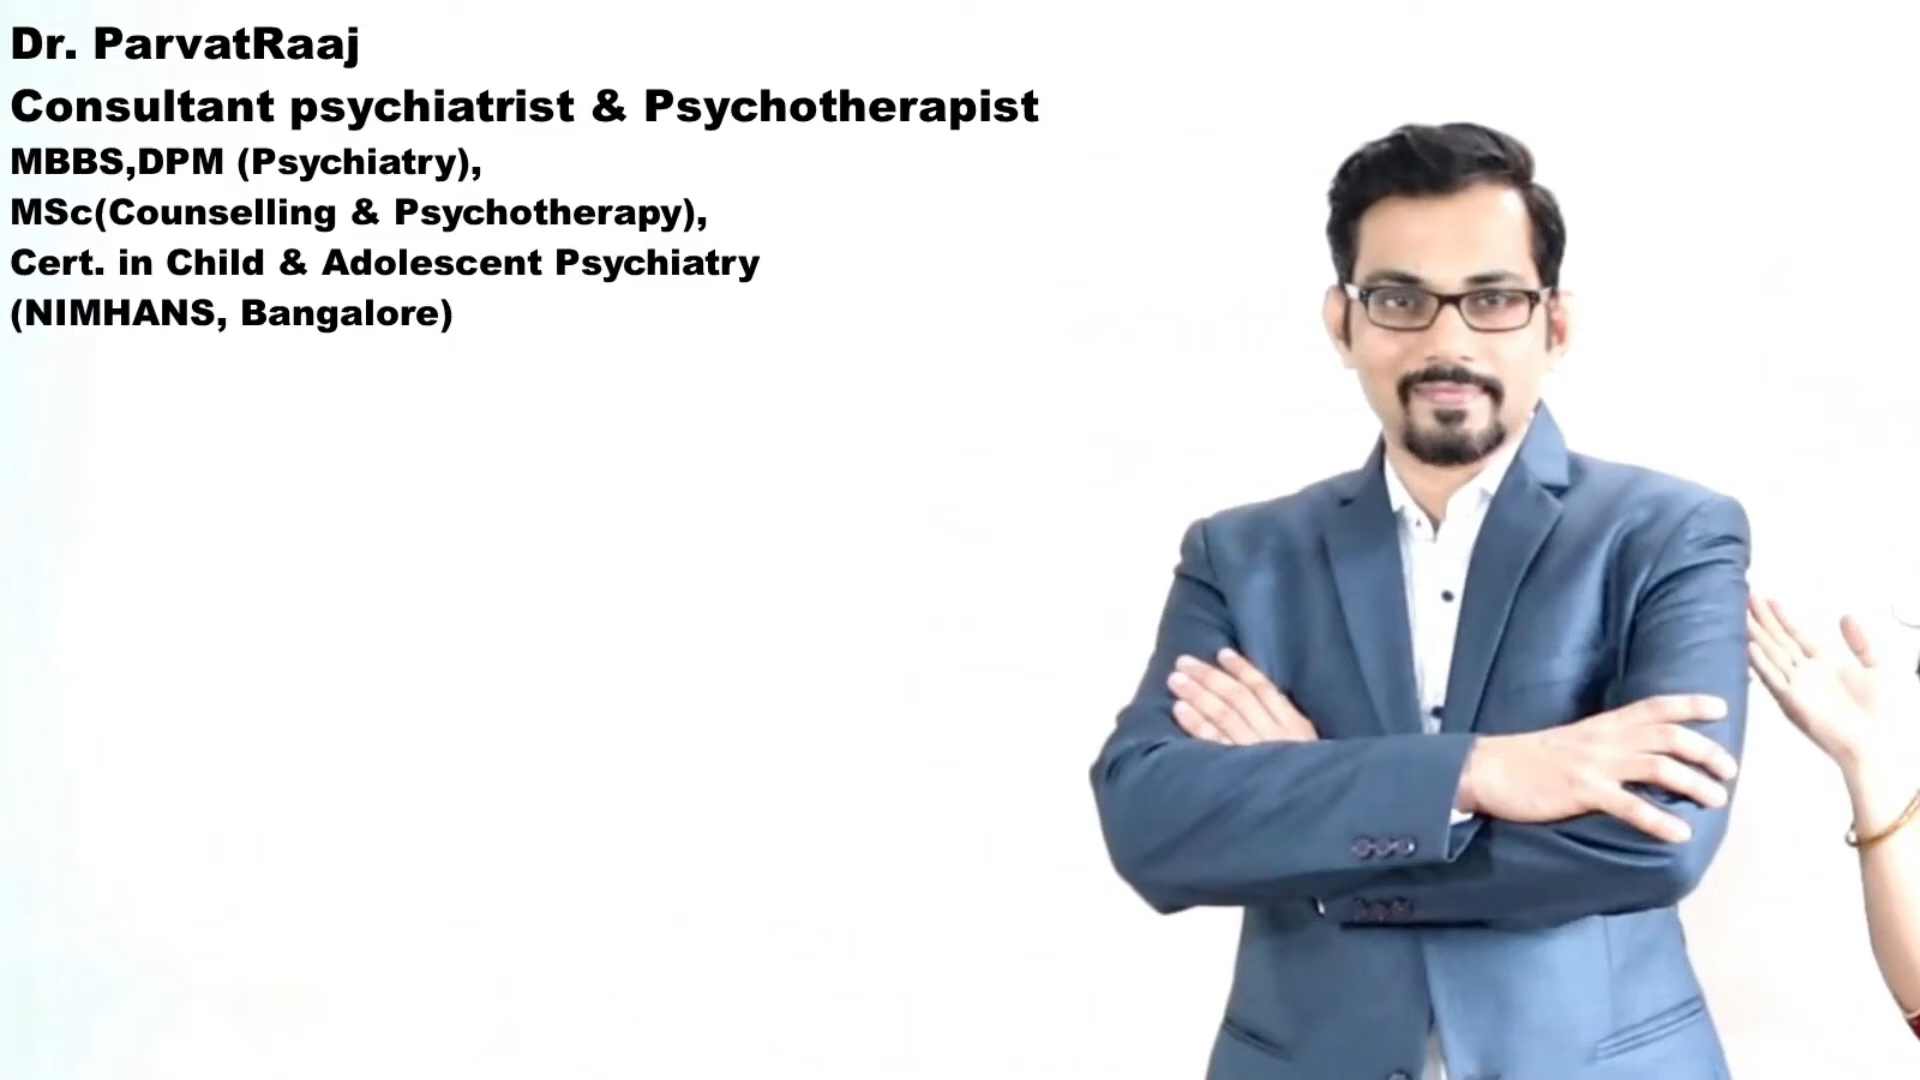 Dr. ParvatRaaj
Consultant psychiatrist & Psychotherapist
MBBS,DPM (Psychiatry),
MSc(Counselling & Psychotherapy),
Cert. in Child & Adolescent Psychiatry
(NIMHANS, Bangalore)